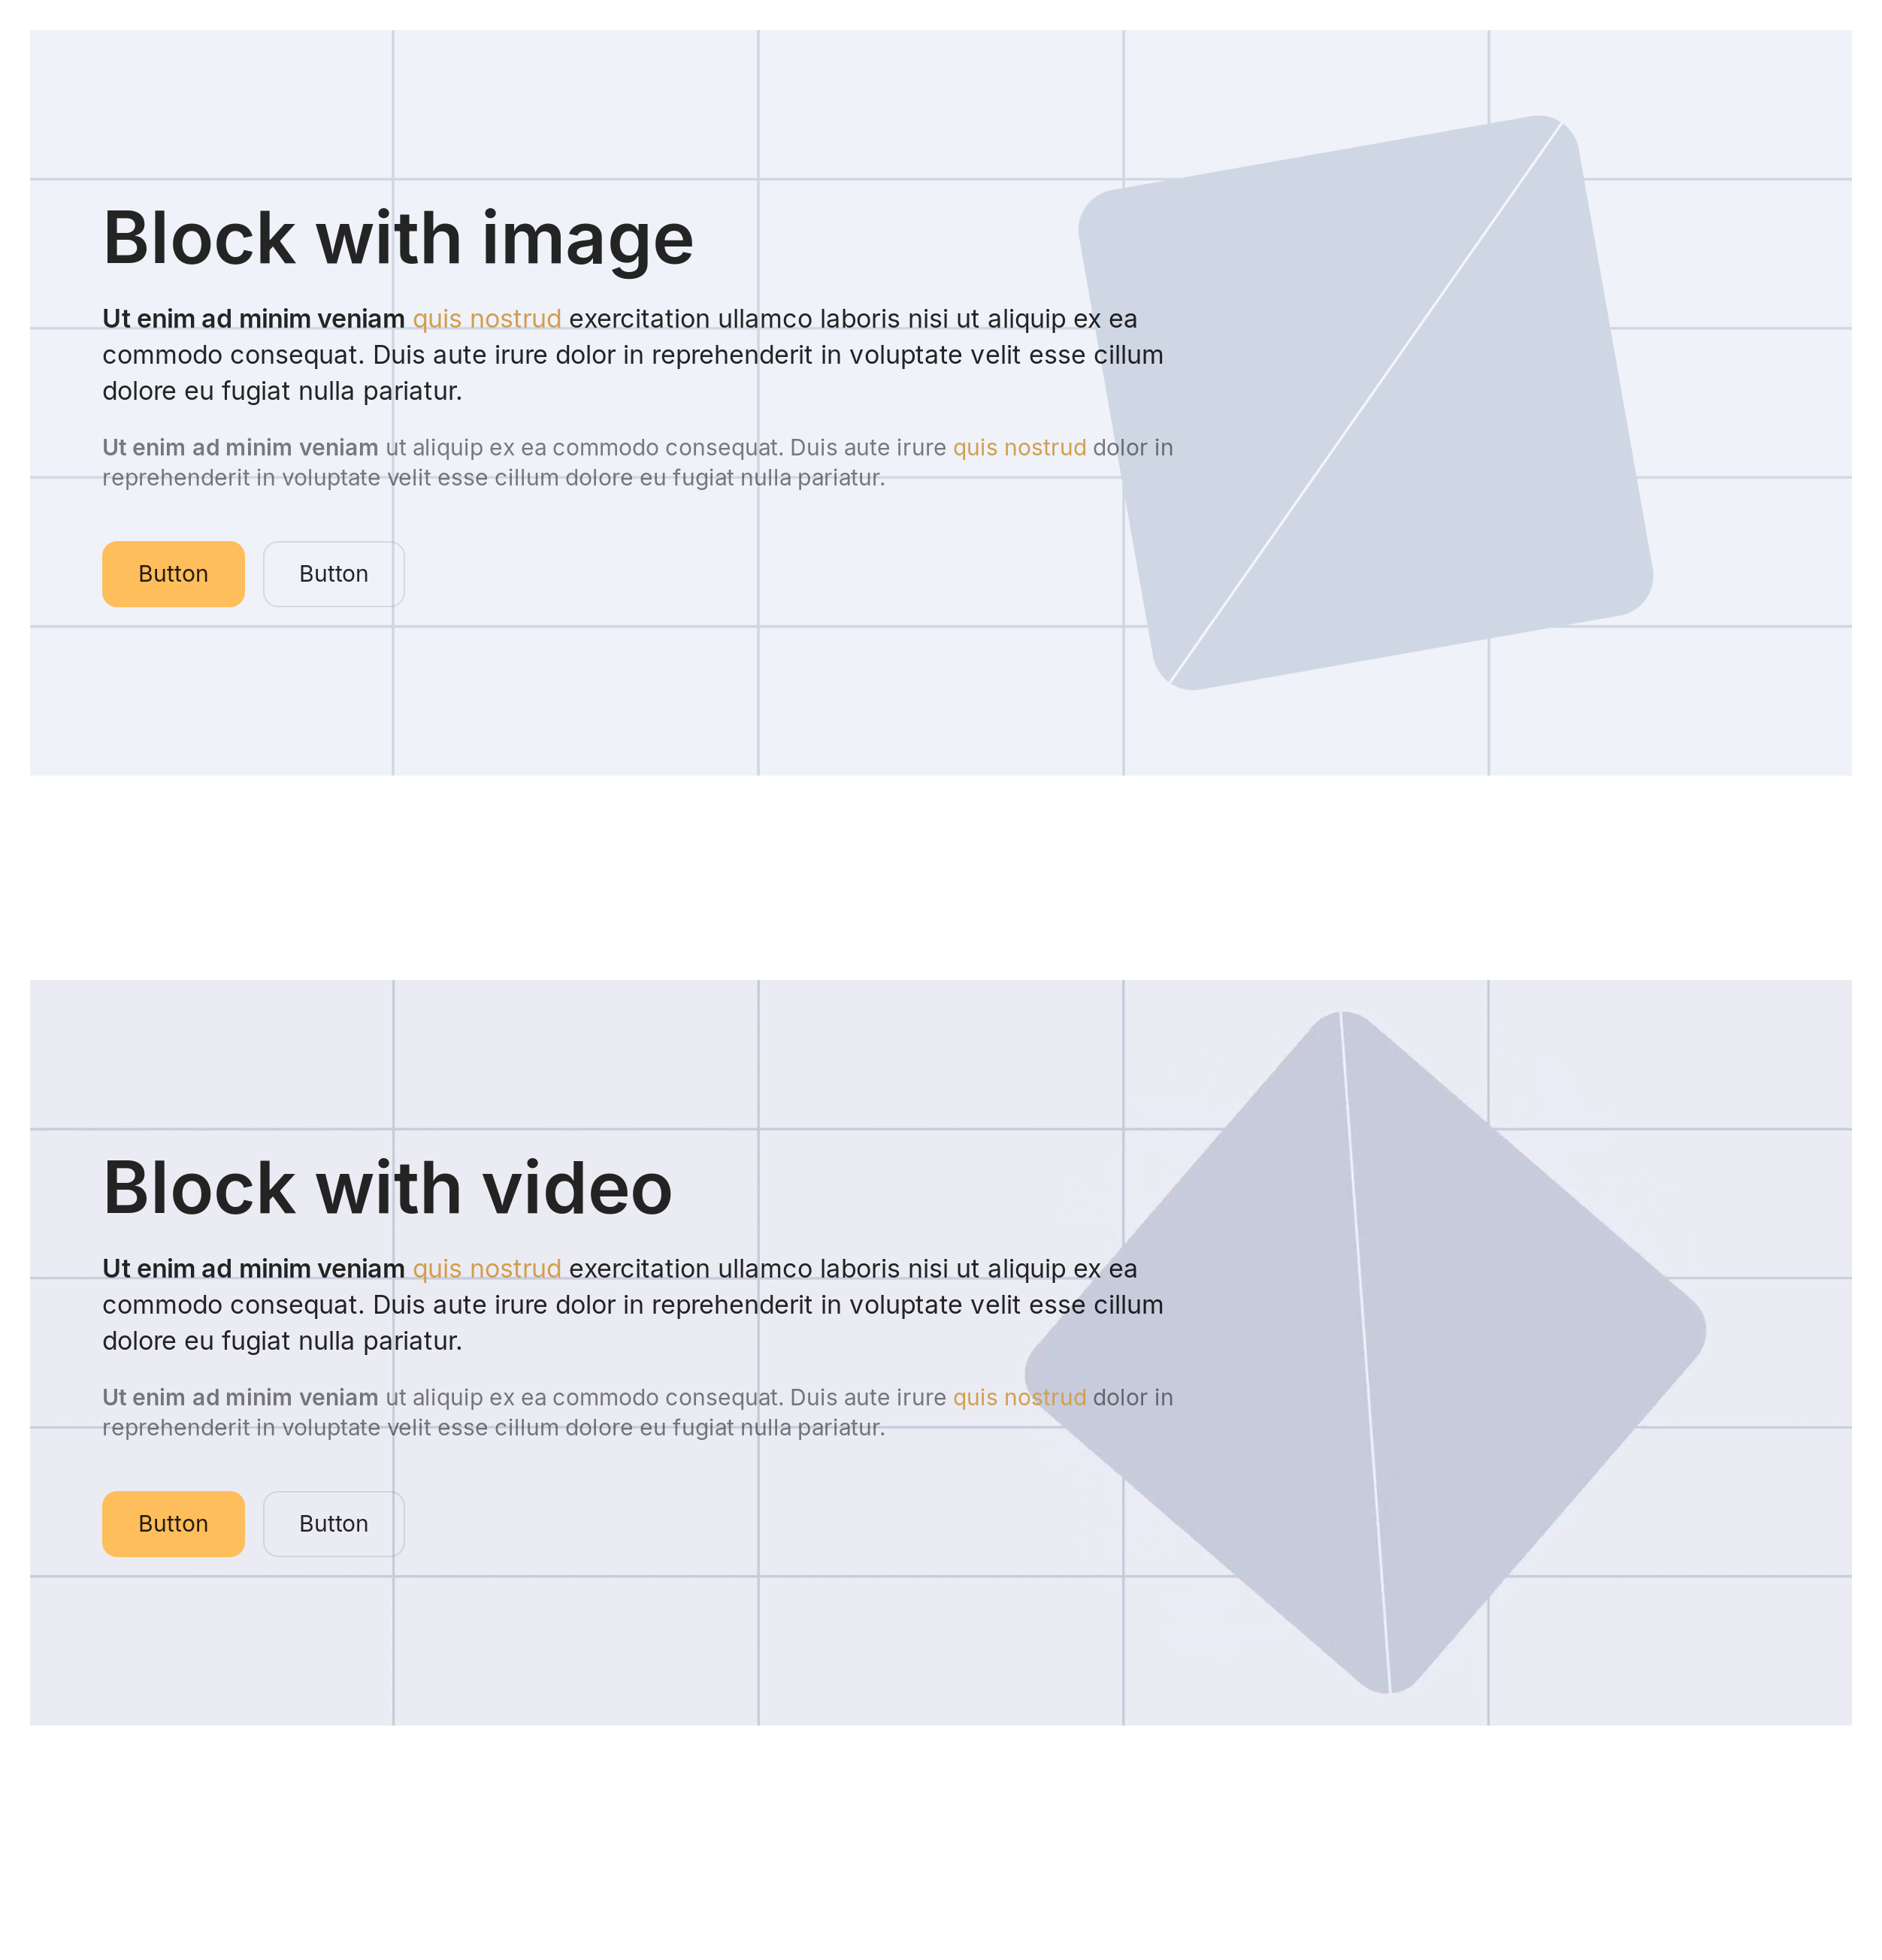 Block with image
Ut enim ad minim veniam quis nostrud exercitation ullamco laboris nisi ut aliquip ex ea
commodo consequat. Duis aute irure dolor in reprehenderit in voluptate velit esse cillum
dolore eu fugiat nulla pariatur.
Ut enim ad minim veniam ut aliquip ex ea commodo consequat. Duis aute irure quis nostrud dolor in
reprehenderit in voluptate velit esse cillum dolore eu fugiat nulla pariatur.
Button Button
Block with video
Ut enim ad minim veniam quis nostrud exercitation ullamco laboris nisi ut aliquip ex ea
commodo consequat. Duis aute irure dolor in reprehenderit in voluptate velit esse cillum
dolore eu fugiat nulla pariatur.
Ut enim ad minim veniam ut aliquip ex ea commodo consequat. Duis aute irure quis nostrud dolor in
reprehenderit in voluptate velit esse cillum dolore eu fugiat nulla pariatur.
Button Button